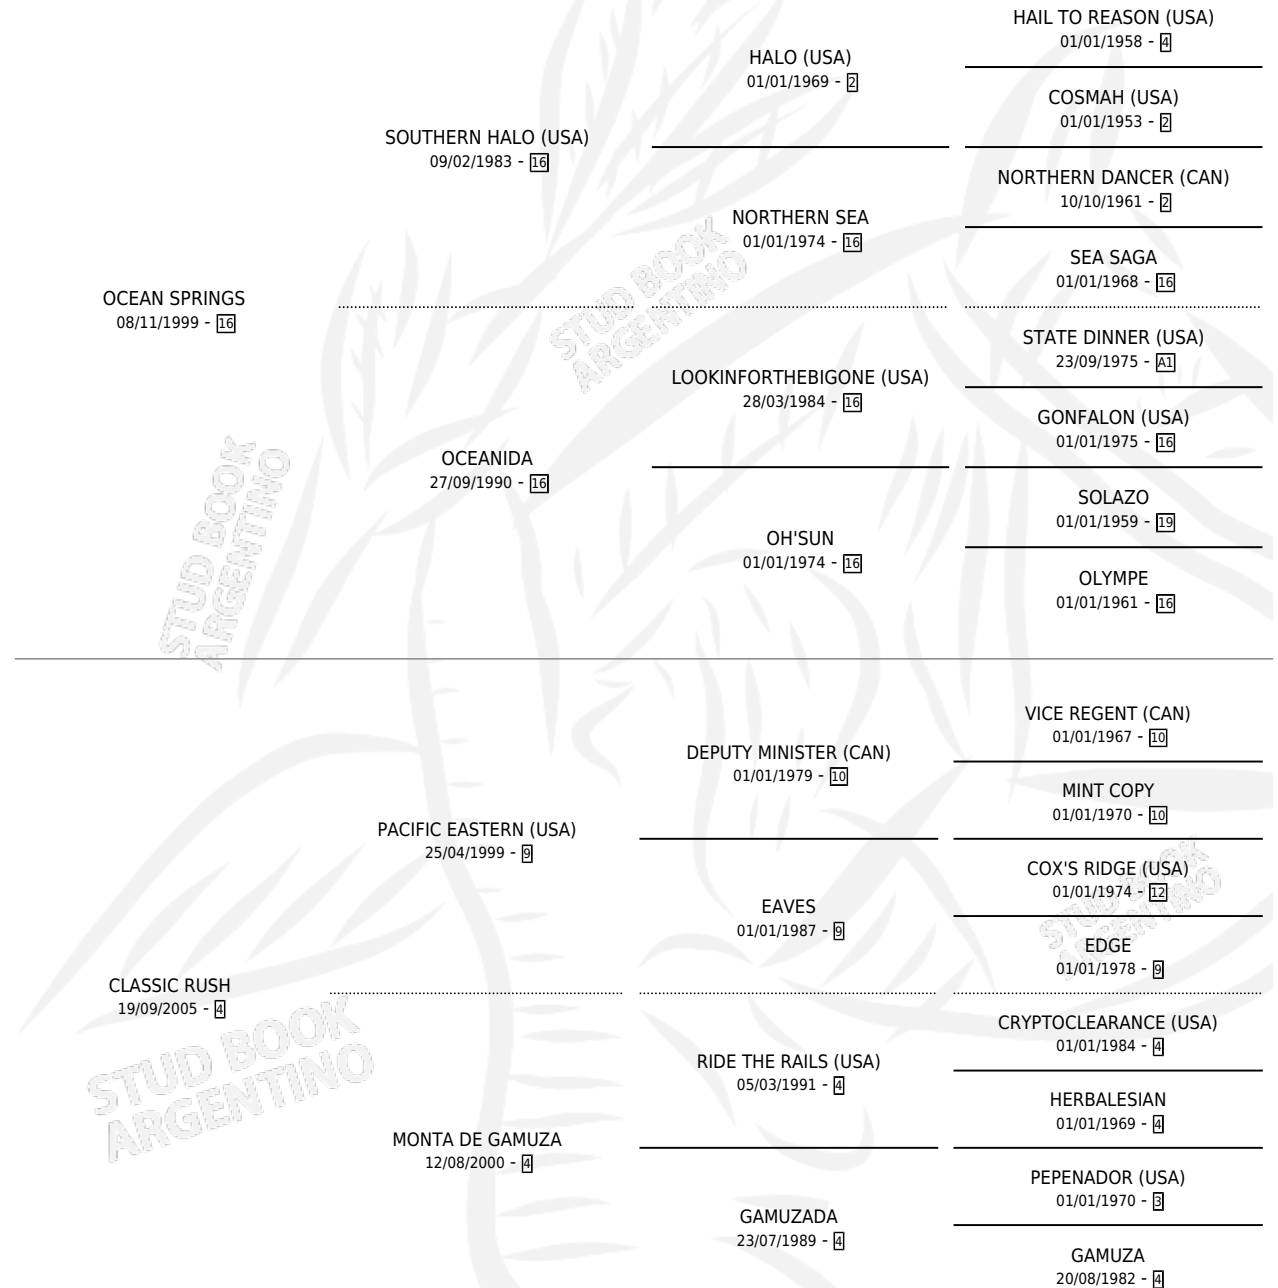 HAIL TO REASON (USA)
01/01/1958 - 4
HALO (USA)
01/01/1969 - 2
COSMAH (USA)
01/01/1953 - 2
SOUTHERN HALO (USA)
09/02/1983 - 16
NORTHERN DANCER (CAN)
10/10/1961 - 2
NORTHERN SEA
01/01/1974 - 16
SEA SAGA
01/01/1968 - 16
OCEAN SPRINGS
08/11/1999 - 16
STUD BOOK
ARGENTINO
STATE DINNER (USA)
23/09/1975 - A1
LOOKINFORTHEBIGONE (USA)
28/03/1984 - 16
GONFALON (USA)
01/01/1975 - 16
OCEANIDA
27/09/1990 - 16
SOLAZO
01/01/1959 - 19
OH'SUN
01/01/1974 - 16
OLYMPE
01/01/1961 - 16
STUD BOOK
ARGENTINO
VICE REGENT (CAN)
01/01/1967 - 10
DEPUTY MINISTER (CAN)
01/01/1979 - 10
MINT COPY
01/01/1970 - 10
PACIFIC EASTERN (USA)
25/04/1999 - 9
COX'S RIDGE (USA)
01/01/1974 - 12
EAVES
01/01/1987 - 9
EDGE
01/01/1978 - 9
STUD BOOK
ARGENTINO
CLASSIC RUSH
19/09/2005 - 4
CRYPTOCLEARANCE (USA)
01/01/1984 - 4
RIDE THE RAILS (USA)
05/03/1991 - 4
HERBALESIAN
01/01/1969 - 4
STUD BOOK
ARGENTINO
MONTA DE GAMUZA
12/08/2000 - 4
PEPENADOR (USA)
01/01/1970 - 3
GAMUZADA
23/07/1989 - 4
GAMUZA
20/08/1982 - 4